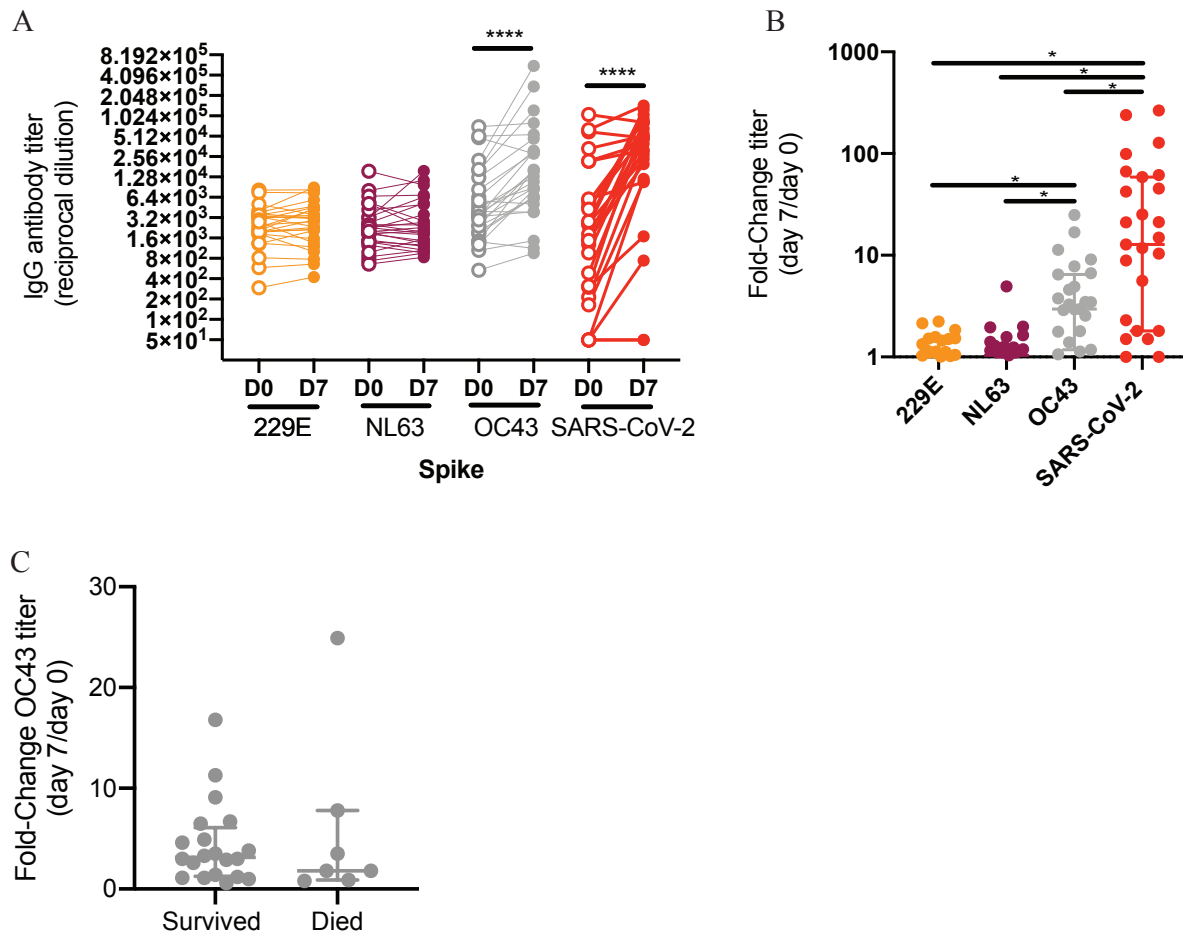 A
IgG antibody titer
(reciprocal dilution)
8.192×10⁵
4.096×10⁵
2.048×10⁵
1.024×10⁵
5.12×10⁴
2.56×10⁴
1.28×10⁴
6.4×10³
3.2×10³
1.6×10³
8×10²
4×10²
2×10²
1×10²
5×10¹
****
****
D0 D7 D0 D7 D0 D7 D0 D7
229E NL63 OC43 SARS-CoV-2
Spike
B
Fold-Change titer
(day 7/day 0)
1000
100
10
1
*
*
*
*
*
229E
NL63
OC43
SARS-CoV-2
C
Fold-Change OC43 titer
(day 7/day 0)
30
20
10
0
Survived Died